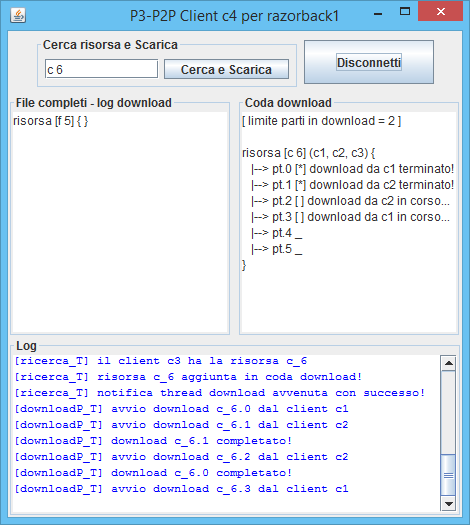 P3-P2P Client c4 per razorback1
Cerca risorsa e Scarica
c 6
Cerca e Scarica
Disconnetti
File completi - log download
risorsa [f 5] { }
Coda download
[ limite parti in download = 2 ]
risorsa [c 6] (c1, c2, c3) {
|--> pt.0 [*] download da c1 terminato!
|--> pt.1 [*] download da c2 terminato!
|--> pt.2 [ ] download da c2 in corso...
|--> pt.3 [ ] download da c1 in corso...
|--> pt.4 _
|--> pt.5 _
}
Log
[ricerca_T] il client c3 ha la risorsa c_6
[ricerca_T] risorsa c_6 aggiunta in coda download!
[ricerca_T] notifica thread download avvenuta con successo!
[downloadP_T] avvio download c_6.0 dal client c1
[downloadP_T] avvio download c_6.1 dal client c2
[downloadP_T] download c_6.1 completato!
[downloadP_T] avvio download c_6.2 dal client c2
[downloadP_T] download c_6.0 completato!
[downloadP_T] avvio download c_6.3 dal client c1